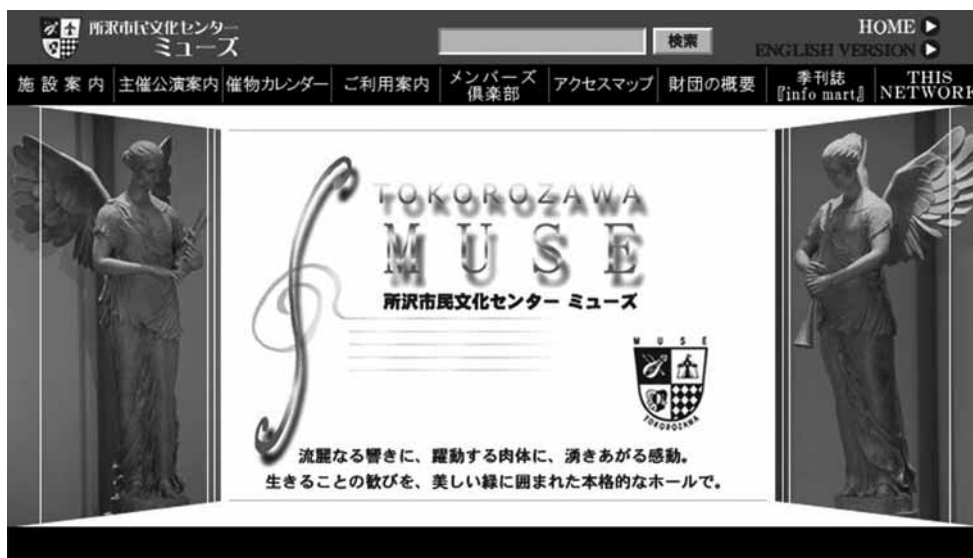 所沢市民文化センター
ミューズ
検索
HOME
ENGLISH VERSION
施設案内
主催公演案内
催物カレンダー
ご利用案内
メンバーズ
倶楽部
アクセスマップ
財団の概要
季刊誌
『info mart』
THIS
NETWORK
TOKOROZAWA
MUSE
所沢市民文化センター ミューズ
MUSE
TOKOROZAWA
流麗なる響きに、躍動する肉体に、湧きあがる感動。
生きることの歓びを、美しい緑に囲まれた本格的なホールで。